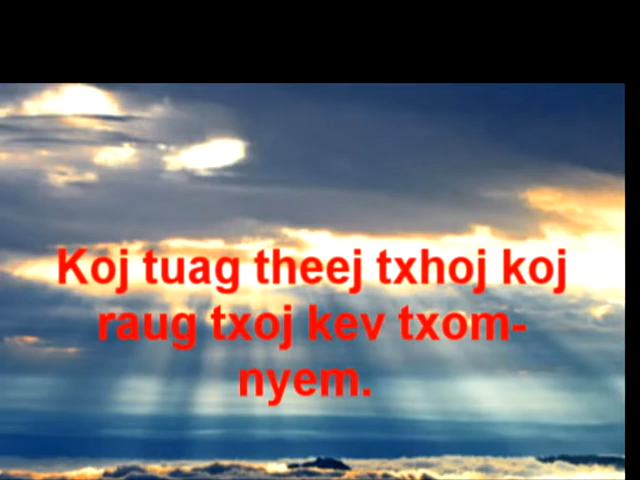 Koj tuag theej txhoj koj
raug txoj kev txom-
nyem.